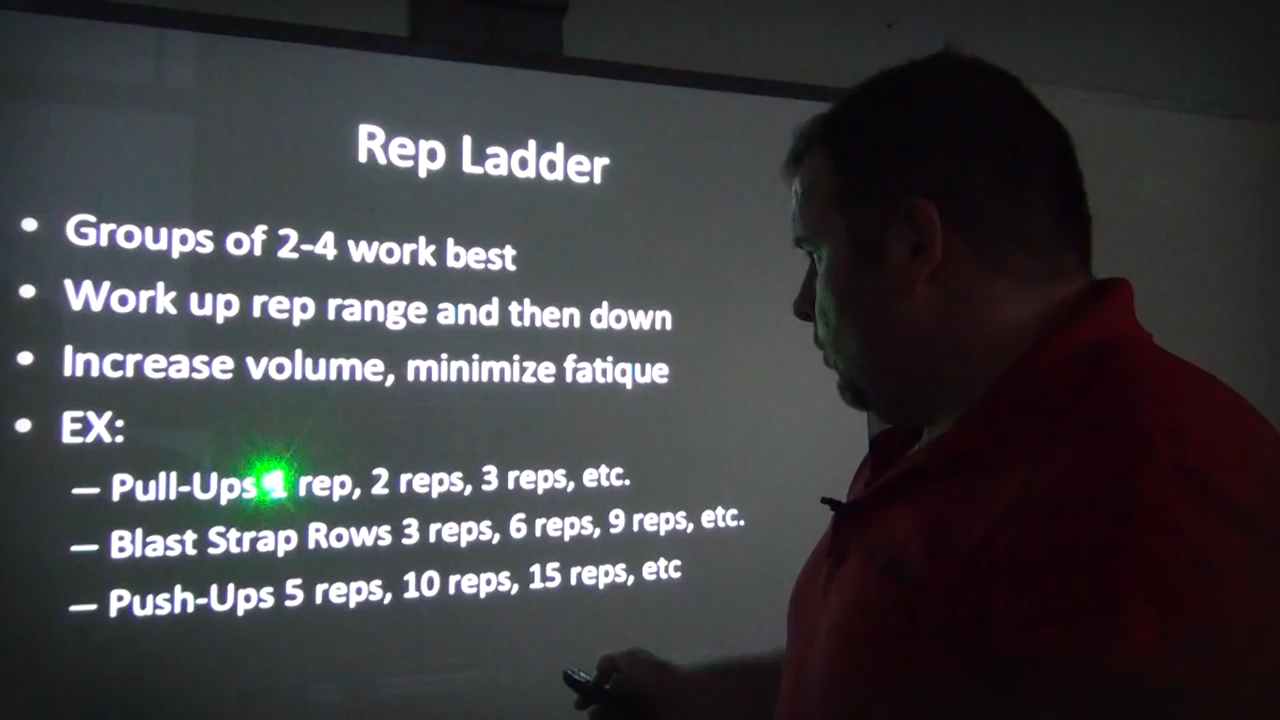 Rep Ladder
• Groups of 2-4 work best
• Work up rep range and then down
• Increase volume, minimize fatique
• EX:
– Pull-Ups 1 rep, 2 reps, 3 reps, etc.
– Blast Strap Rows 3 reps, 6 reps, 9 reps, etc.
– Push-Ups 5 reps, 10 reps, 15 reps, etc